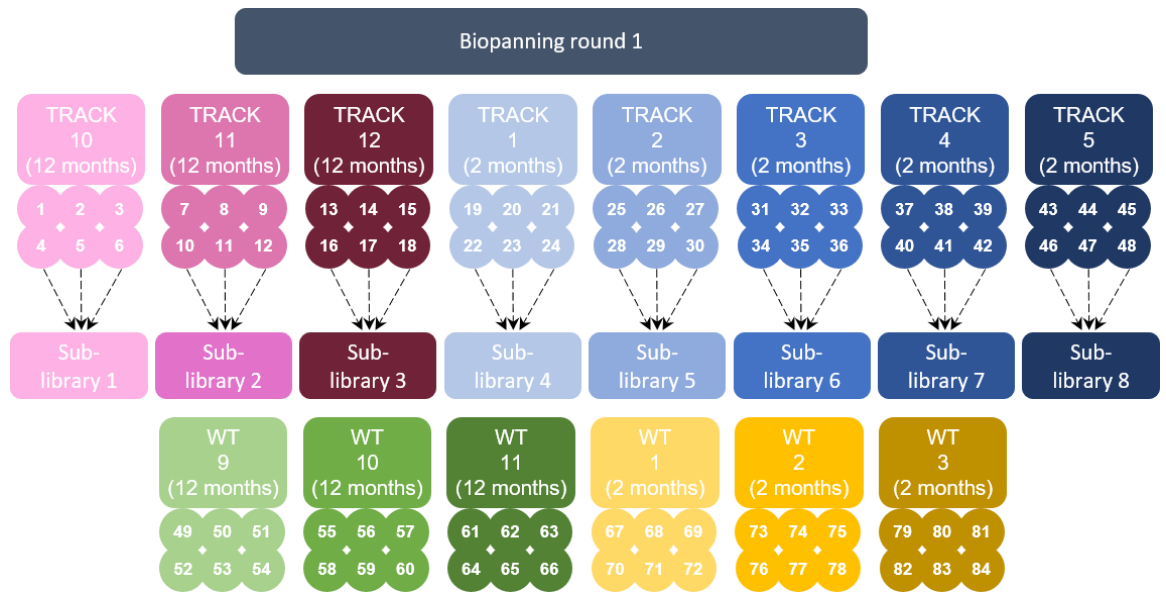 Biopanning round 1
TRACK
10
(12 months)
TRACK
11
(12 months)
TRACK
12
(12 months)
TRACK
1
(2 months)
TRACK
2
(2 months)
TRACK
3
(2 months)
TRACK
4
(2 months)
TRACK
5
(2 months)
1 2 3
4 5 6
7 8 9
10 11 12
13 14 15
16 17 18
19 20 21
22 23 24
25 26 27
28 29 30
31 32 33
34 35 36
37 38 39
40 41 42
43 44 45
46 47 48
Sub-
library 1
Sub-
library 2
Sub-
library 3
Sub-
library 4
Sub-
library 5
Sub-
library 6
Sub-
library 7
Sub-
library 8
WT
9
(12 months)
WT
10
(12 months)
WT
11
(12 months)
WT
1
(2 months)
WT
2
(2 months)
WT
3
(2 months)
49 50 51
52 53 54
55 56 57
58 59 60
61 62 63
64 65 66
67 68 69
70 71 72
73 74 75
76 77 78
79 80 81
82 83 84